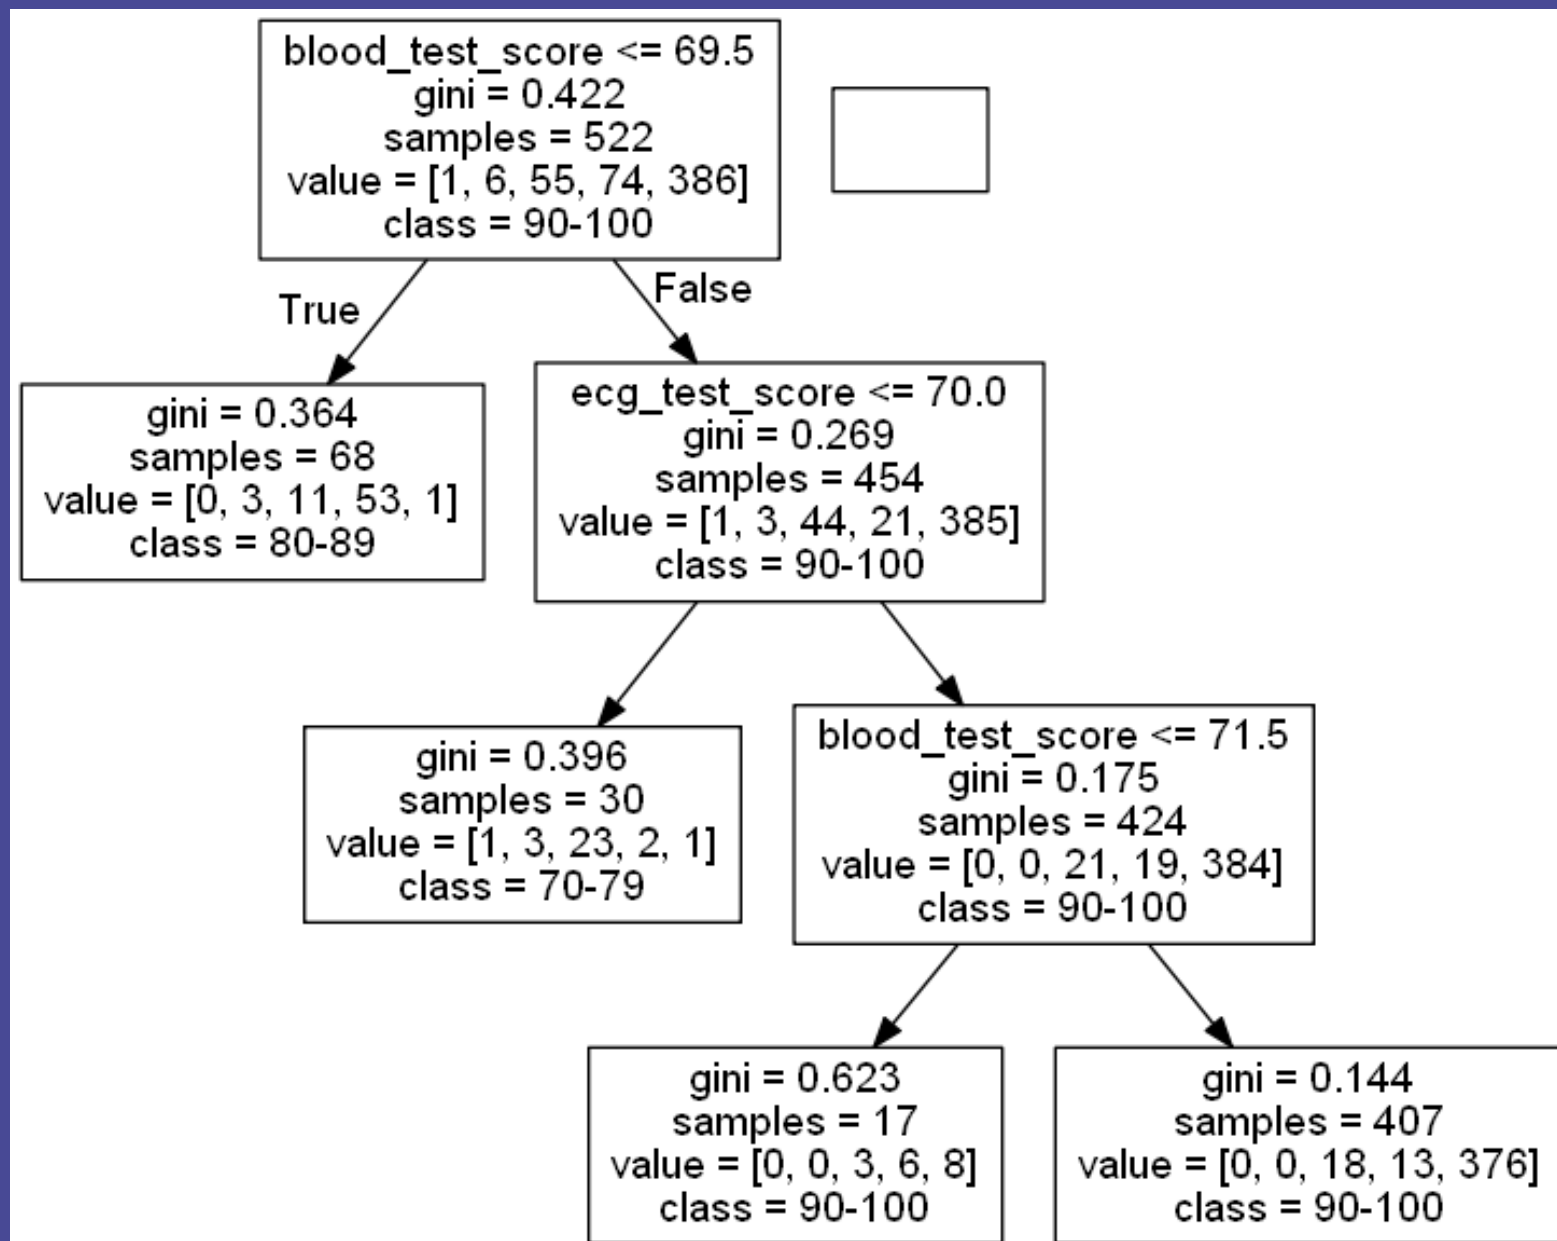 blood_test_score <= 69.5
gini = 0.422
samples = 522
value = [1, 6, 55, 74, 386]
class = 90-100
True
False
gini = 0.364
samples = 68
value = [0, 3, 11, 53, 1]
class = 80-89
ecg_test_score <= 70.0
gini = 0.269
samples = 454
value = [1, 3, 44, 21, 385]
class = 90-100
gini = 0.396
samples = 30
value = [1, 3, 23, 2, 1]
class = 70-79
blood_test_score <= 71.5
gini = 0.175
samples = 424
value = [0, 0, 21, 19, 384]
class = 90-100
gini = 0.623
samples = 17
value = [0, 0, 3, 6, 8]
class = 90-100
gini = 0.144
samples = 407
value = [0, 0, 18, 13, 376]
class = 90-100